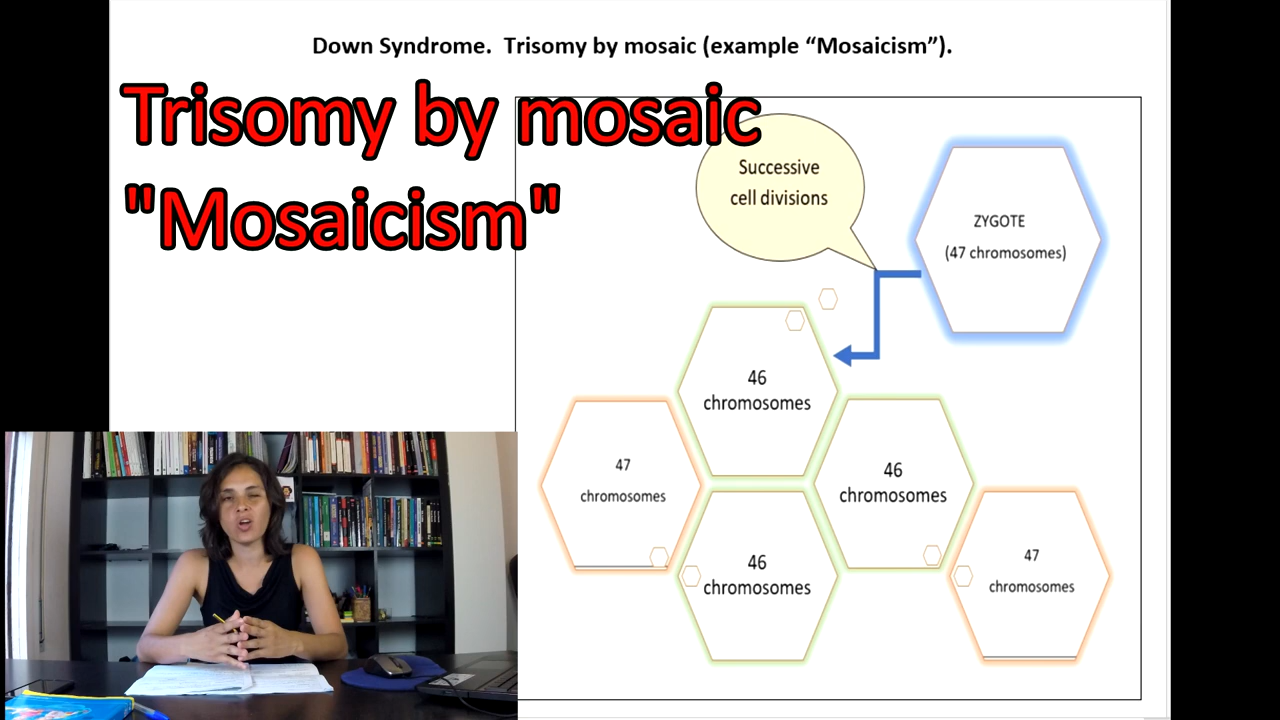 Down Syndrome.  Trisomy by mosaic (example “Mosaicism”).
Trisomy by mosaic
"Mosaicism"
Successive
cell divisions
ZYGOTE
(47 chromosomes)
46
chromosomes
47
chromosomes
46
chromosomes
46
chromosomes
47
chromosomes